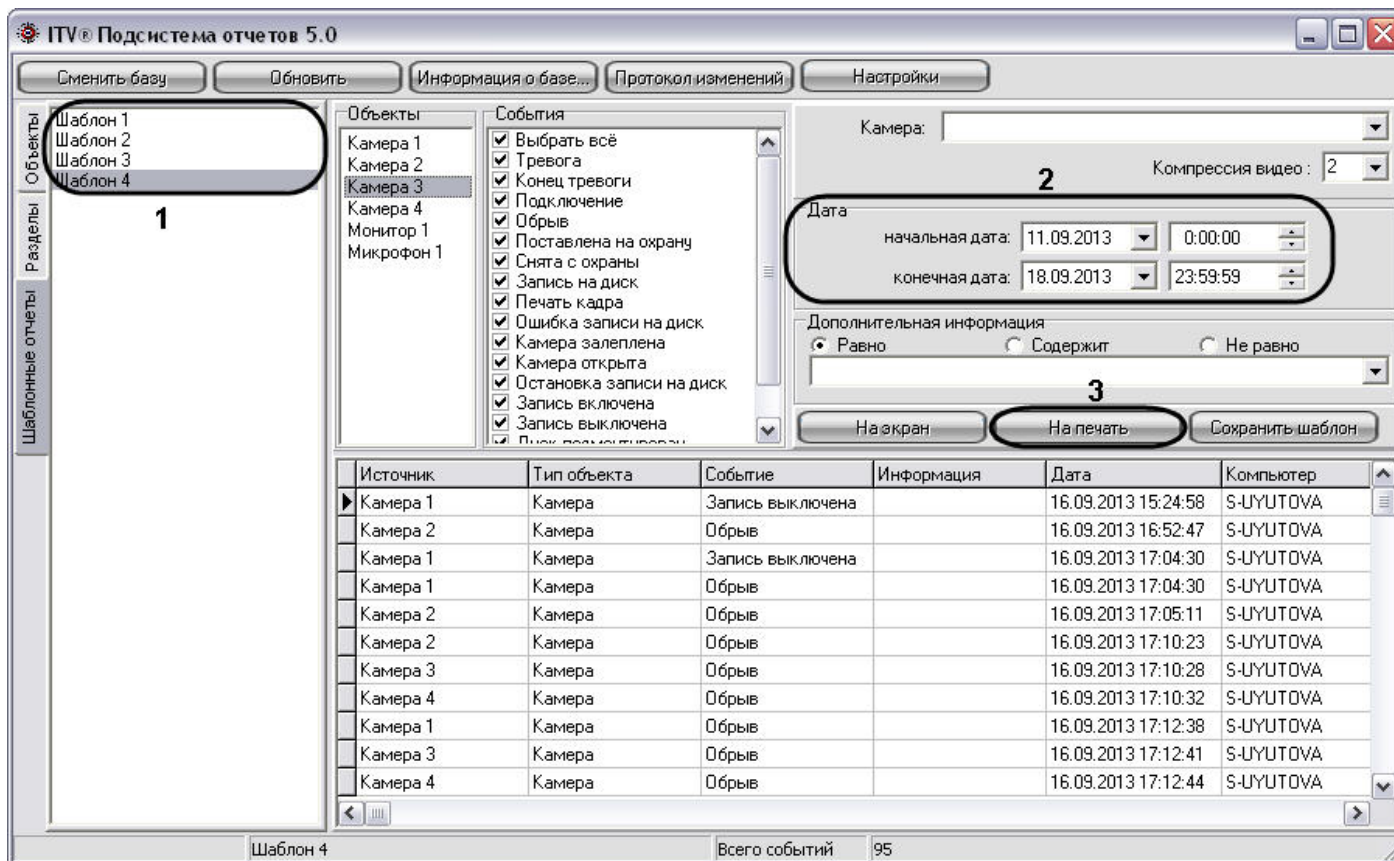 ITV® Подсистема отчетов 5.0
Сменить базу
Обновить
Информация о базе...
Протокол изменений
Настройки
Объекты
Разделы
Шаблонные отчеты
Шаблон 1
Шаблон 2
Шаблон 3
Шаблон 4
1
Объекты
Камера 1
Камера 2
Камера 3
Камера 4
Монитор 1
Микрофон 1
События
Выбрать всё
Тревога
Конец тревоги
Подключение
Обрыв
Поставлена на охрану
Снята с охраны
Запись на диск
Печать кадра
Ошибка записи на диск
Камера залеплена
Камера открыта
Остановка записи на диск
Запись включена
Запись выключена
Камера:
Компрессия видео : 2
2
Дата
начальная дата: 11.09.2013 0:00:00
конечная дата: 18.09.2013 23:59:59
Дополнительная информация
Равно Содержит Не равно
3
На экран На печать Сохранить шаблон
Источник Тип объекта Событие Информация Дата Компьютер
Камера 1 Камера Запись выключена 16.09.2013 15:24:58 S-UYUTOVA
Камера 2 Камера Обрыв 16.09.2013 16:52:47 S-UYUTOVA
Камера 1 Камера Запись выключена 16.09.2013 17:04:30 S-UYUTOVA
Камера 1 Камера Обрыв 16.09.2013 17:04:30 S-UYUTOVA
Камера 2 Камера Обрыв 16.09.2013 17:05:11 S-UYUTOVA
Камера 2 Камера Обрыв 16.09.2013 17:10:23 S-UYUTOVA
Камера 3 Камера Обрыв 16.09.2013 17:10:28 S-UYUTOVA
Камера 4 Камера Обрыв 16.09.2013 17:10:32 S-UYUTOVA
Камера 1 Камера Обрыв 16.09.2013 17:12:38 S-UYUTOVA
Камера 3 Камера Обрыв 16.09.2013 17:12:41 S-UYUTOVA
Камера 4 Камера Обрыв 16.09.2013 17:12:44 S-UYUTOVA
Шаблон 4 Всего событий 95